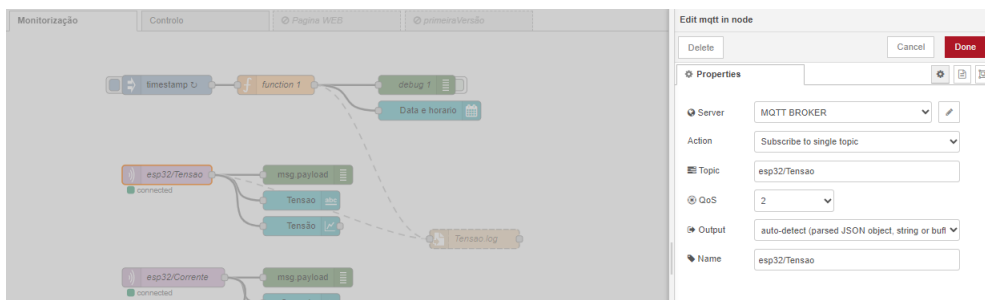 Monitorização
Controlo
Pagina WEB
primeiraVersão
timestamp ↻
function 1
debug 1
Data e horario
esp32/Tensao
connected
msg.payload
Tensao
abc
Tensão
Tensao.log
esp32/Corrente
connected
msg.payload
Edit mqtt in node
Delete
Cancel
Done
Properties
Server
MQTT BROKER
Action
Subscribe to single topic
Topic
esp32/Tensao
QoS
2
Output
auto-detect (parsed JSON object, string or buff
Name
esp32/Tensao